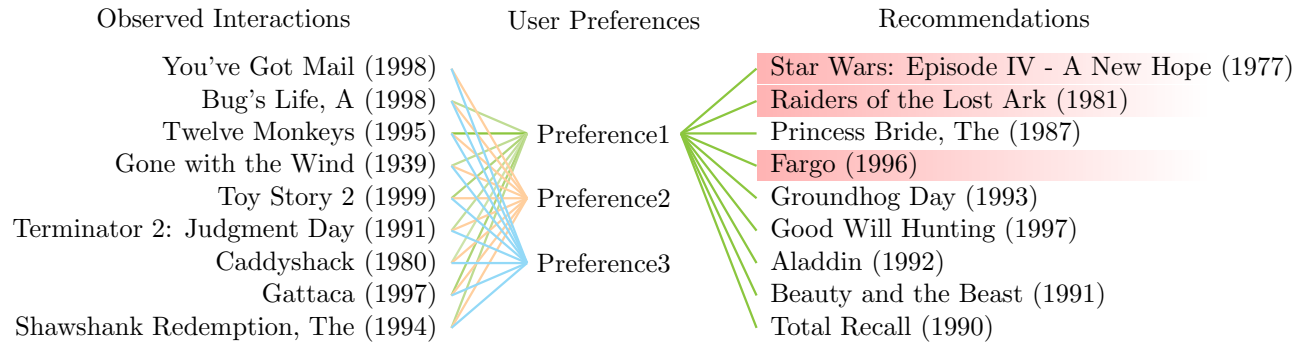 Observed Interactions
User Preferences
Recommendations
You've Got Mail (1998)
Bug's Life, A (1998)
Twelve Monkeys (1995)
Gone with the Wind (1939)
Toy Story 2 (1999)
Terminator 2: Judgment Day (1991)
Caddyshack (1980)
Gattaca (1997)
Shawshank Redemption, The (1994)
Preference1
Preference2
Preference3
Star Wars: Episode IV - A New Hope (1977)
Raiders of the Lost Ark (1981)
Princess Bride, The (1987)
Fargo (1996)
Groundhog Day (1993)
Good Will Hunting (1997)
Aladdin (1992)
Beauty and the Beast (1991)
Total Recall (1990)